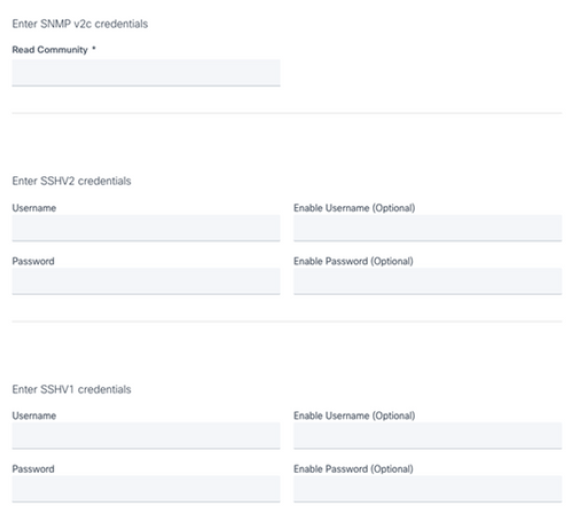 Enter SNMP v2c credentials
Read Community *
Enter SSHV2 credentials
Username Enable Username (Optional)
Password Enable Password (Optional)
Enter SSHV1 credentials
Username Enable Username (Optional)
Password Enable Password (Optional)